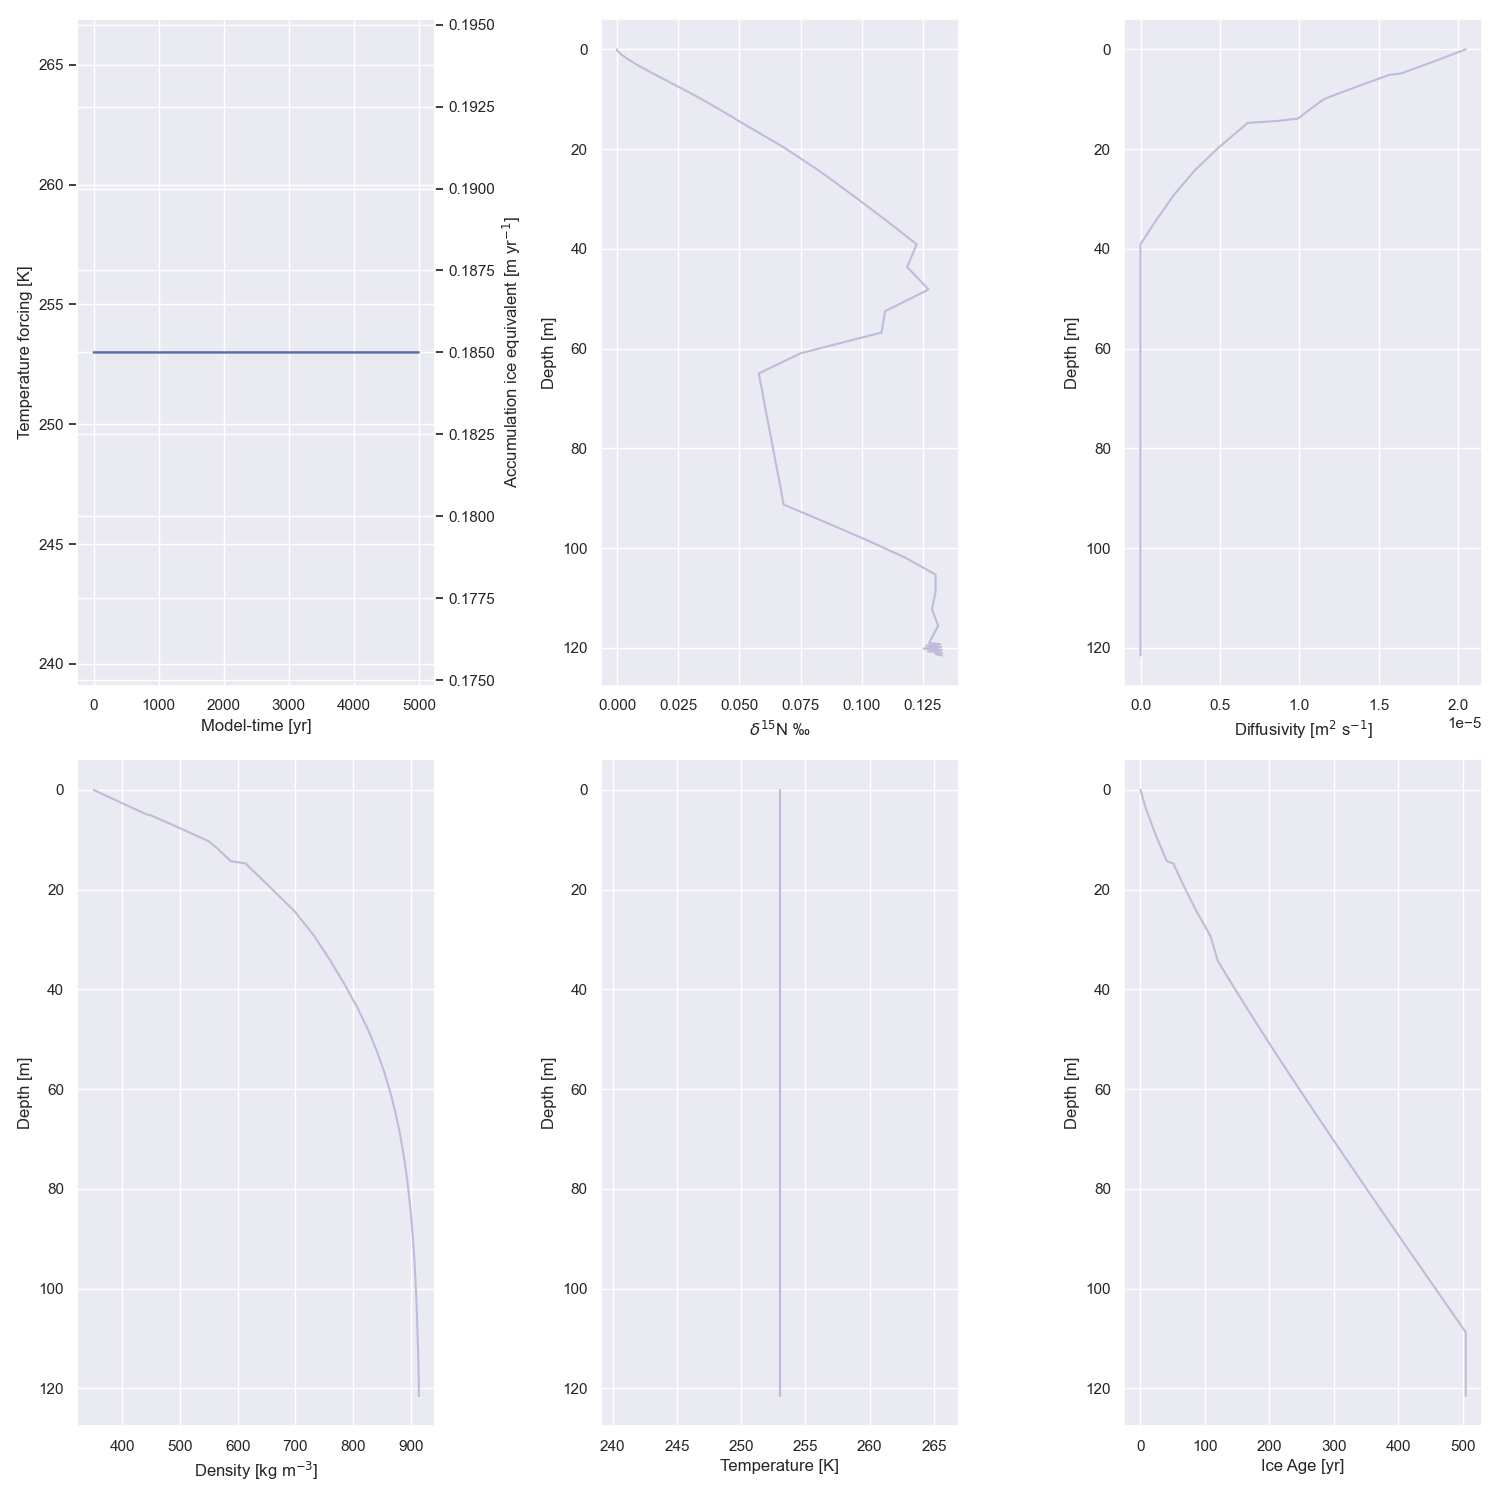 265
260
255
250
245
240
Temperature forcing [K]
0.1950
0.1925
0.1900
0.1875
0.1850
0.1825
0.1800
0.1775
0.1750
Accumulation ice equivalent [m yr⁻¹]
0 1000 2000 3000 4000 5000
Model-time [yr]
0
20
40
60
80
100
120
Depth [m]
0.000 0.025 0.050 0.075 0.100 0.125
δ¹⁵N ‰
0
20
40
60
80
100
120
Depth [m]
0.0 0.5 1.0 1.5 2.0
1e−5
Diffusivity [m² s⁻¹]
0
20
40
60
80
100
120
Depth [m]
400 500 600 700 800 900
Density [kg m⁻³]
0
20
40
60
80
100
120
Depth [m]
240 245 250 255 260 265
Temperature [K]
0
20
40
60
80
100
120
Depth [m]
0 100 200 300 400 500
Ice Age [yr]